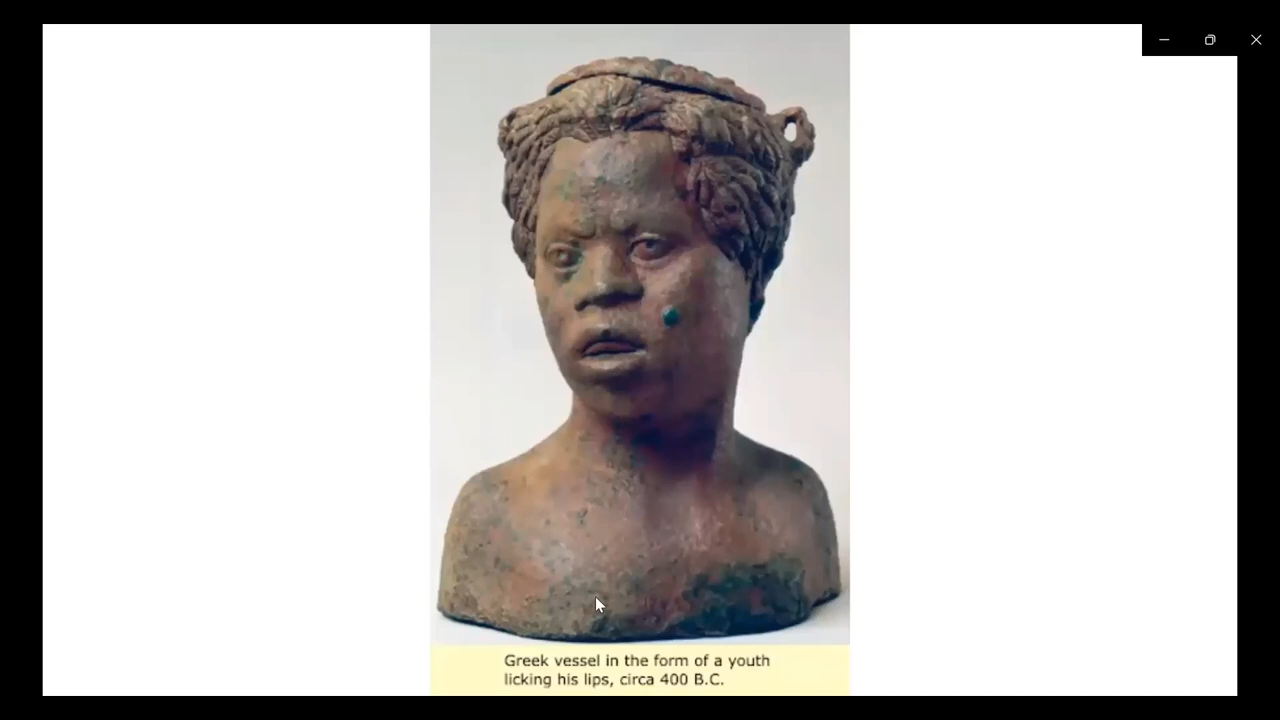 Greek vessel in the form of a youth
licking his lips, circa 400 B.C.